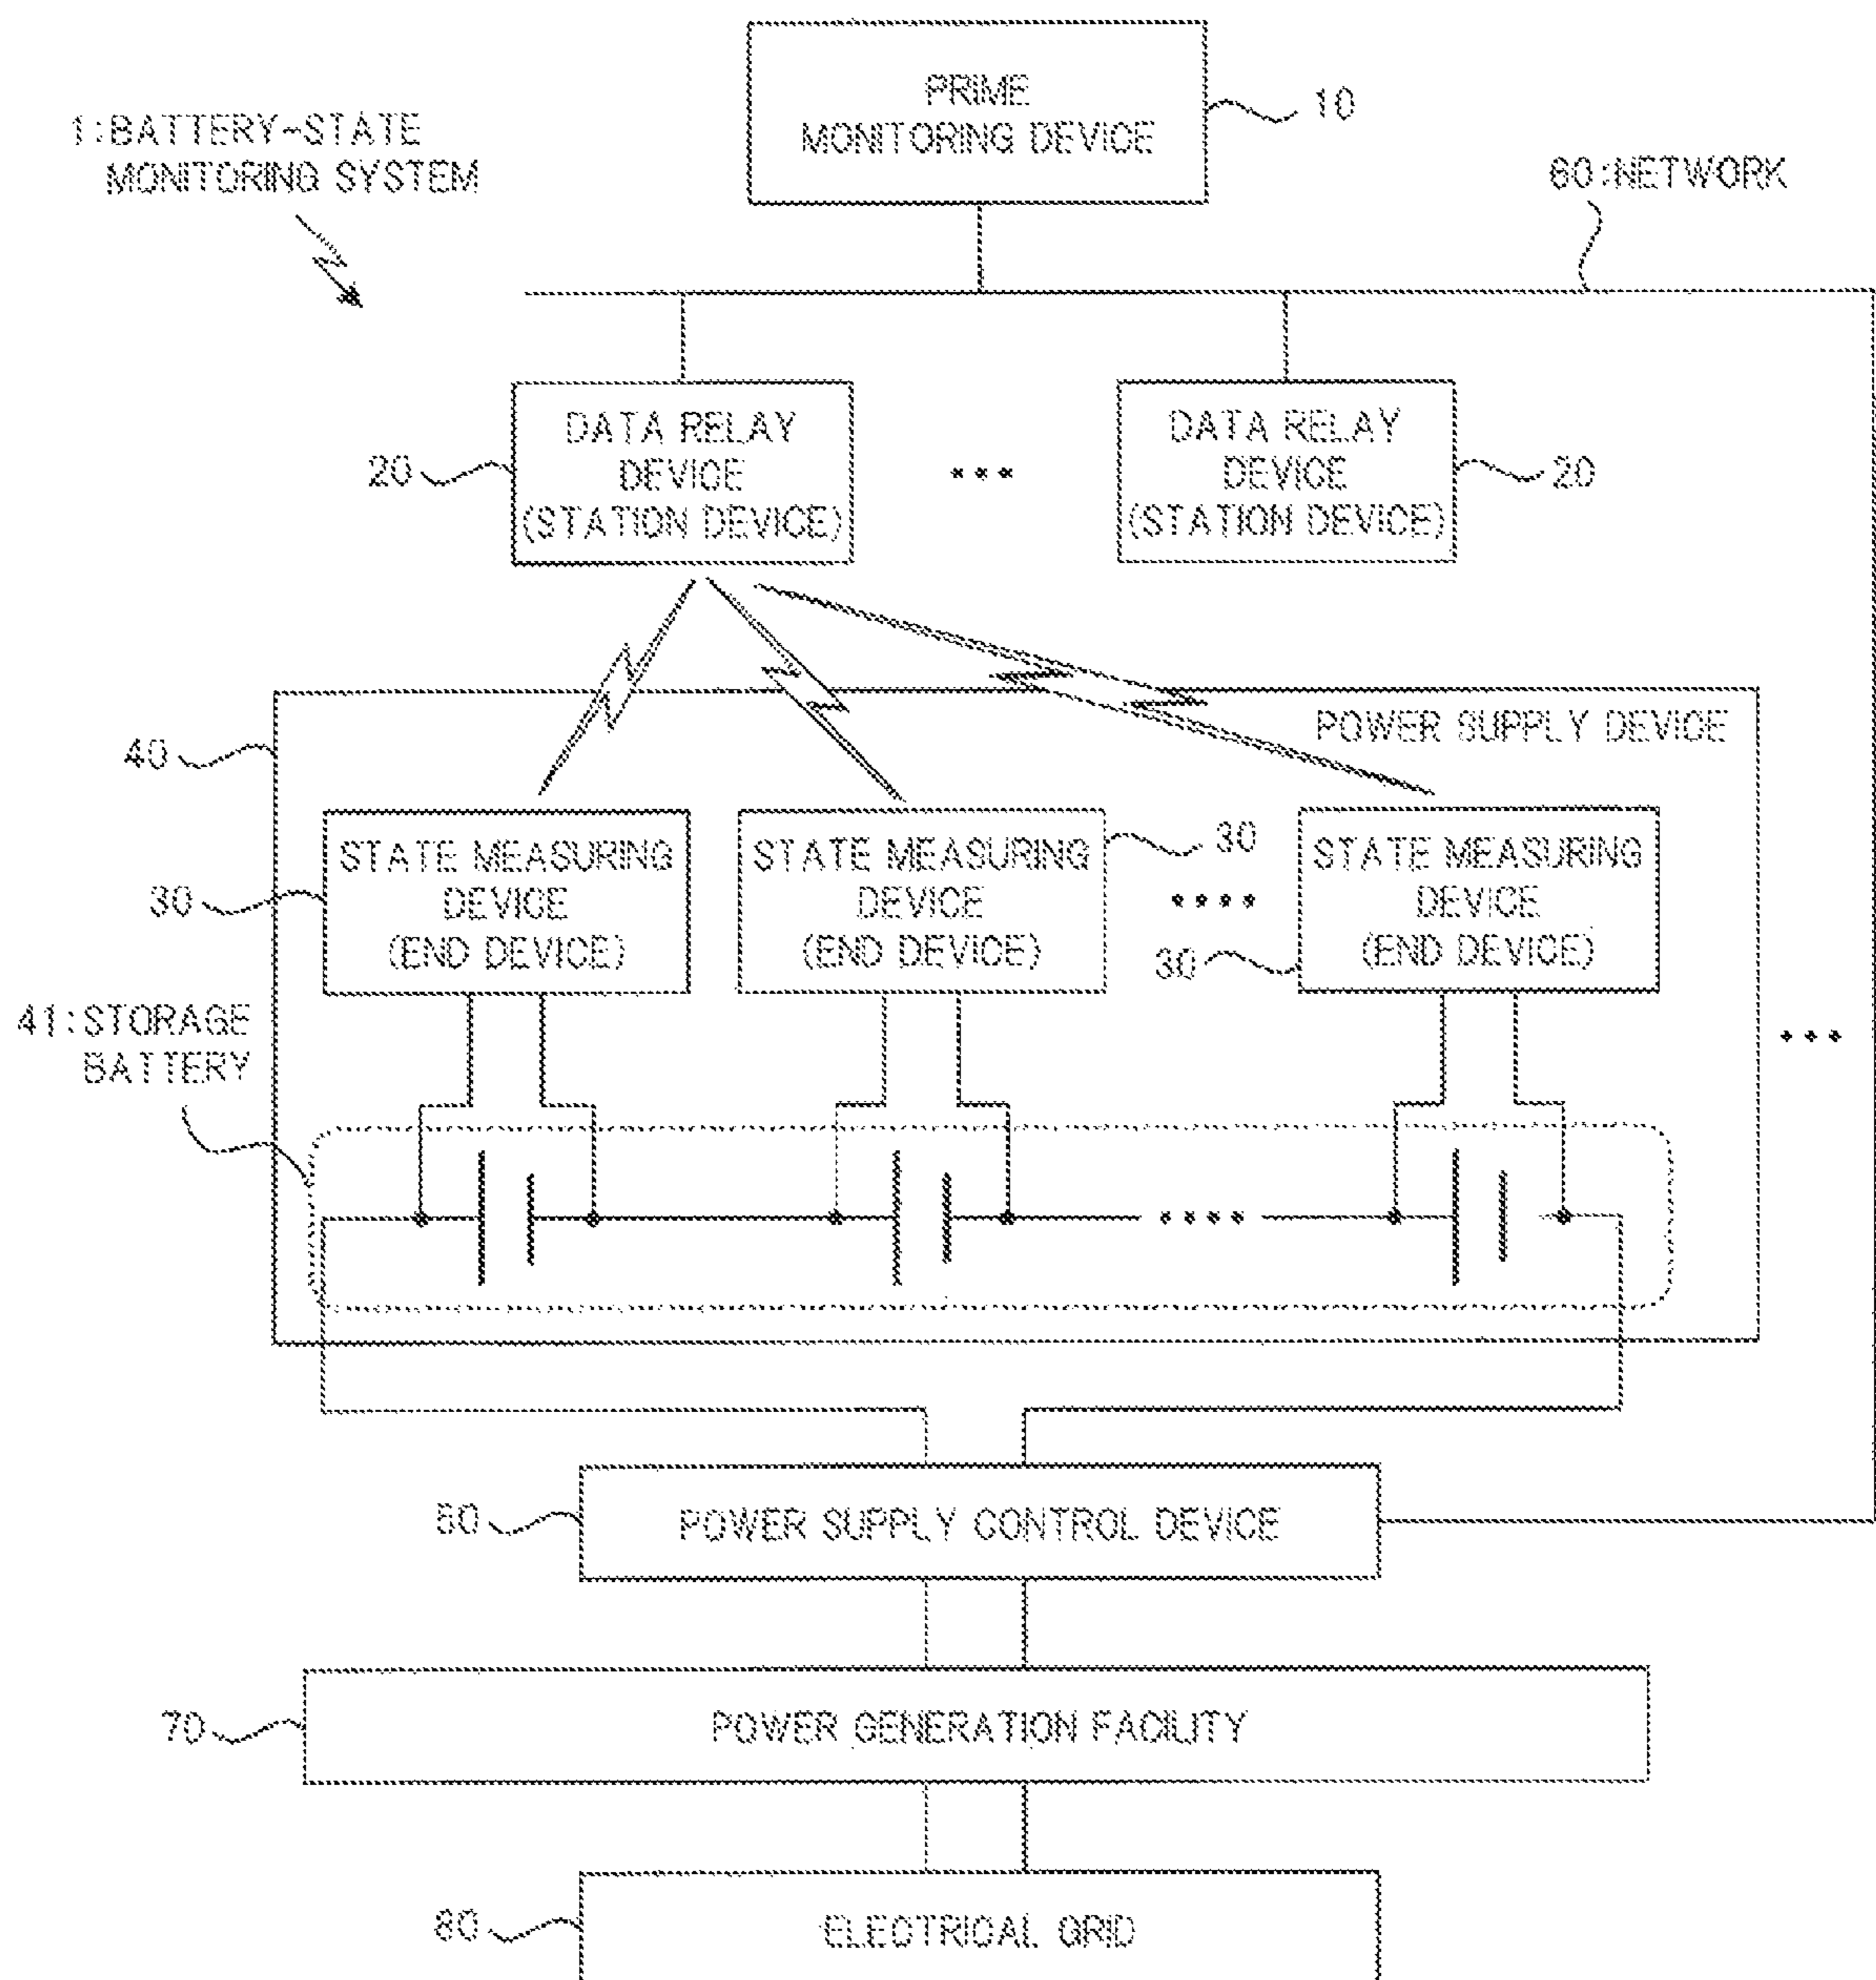 PRIME
MONITORING DEVICE
10
1:BATTERY-STATE
MONITORING SYSTEM
60:NETWORK
DATA RELAY
DEVICE
(STATION DEVICE)
20
DATA RELAY
DEVICE
(STATION DEVICE)
20
POWER SUPPLY DEVICE
40
STATE MEASURING
DEVICE
(END DEVICE)
30
STATE MEASURING
DEVICE
(END DEVICE)
30
STATE MEASURING
DEVICE
(END DEVICE)
30
41:STORAGE
BATTERY
50
POWER SUPPLY CONTROL DEVICE
70
POWER GENERATION FACILITY
80
ELECTRICAL GRID